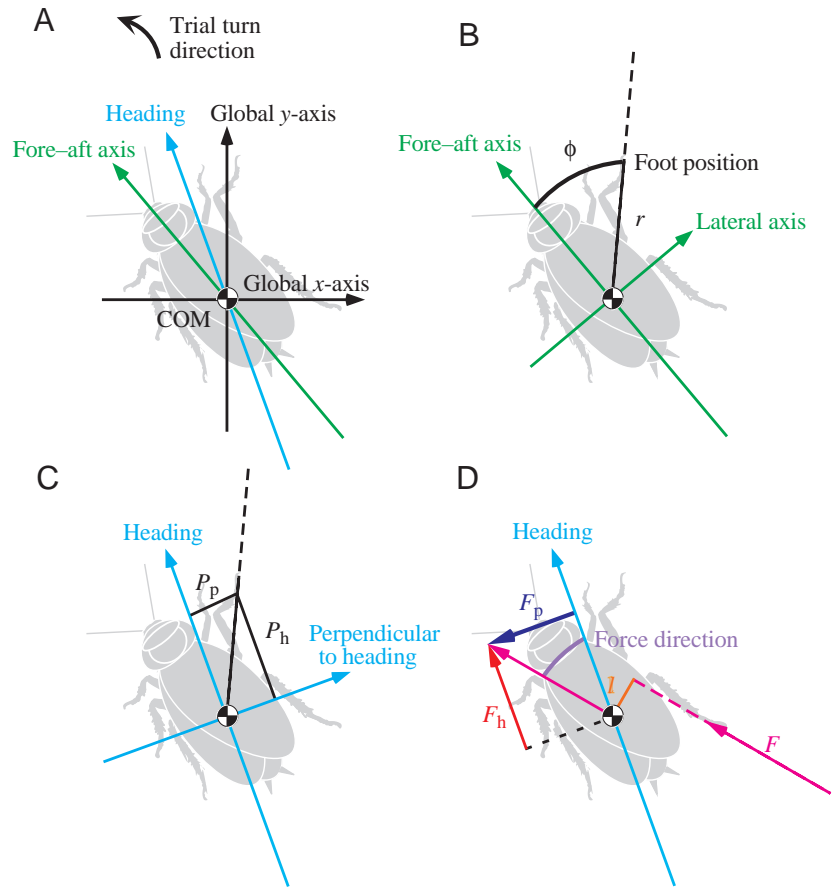 A
Trial turn
direction
Heading
Global y-axis
Fore–aft axis
Global x-axis
COM
B
Fore–aft axis
ϕ
Foot position
r
Lateral axis
C
Heading
Pp
Ph
Perpendicular
to heading
D
Heading
Fp
Force direction
l
Fh
F